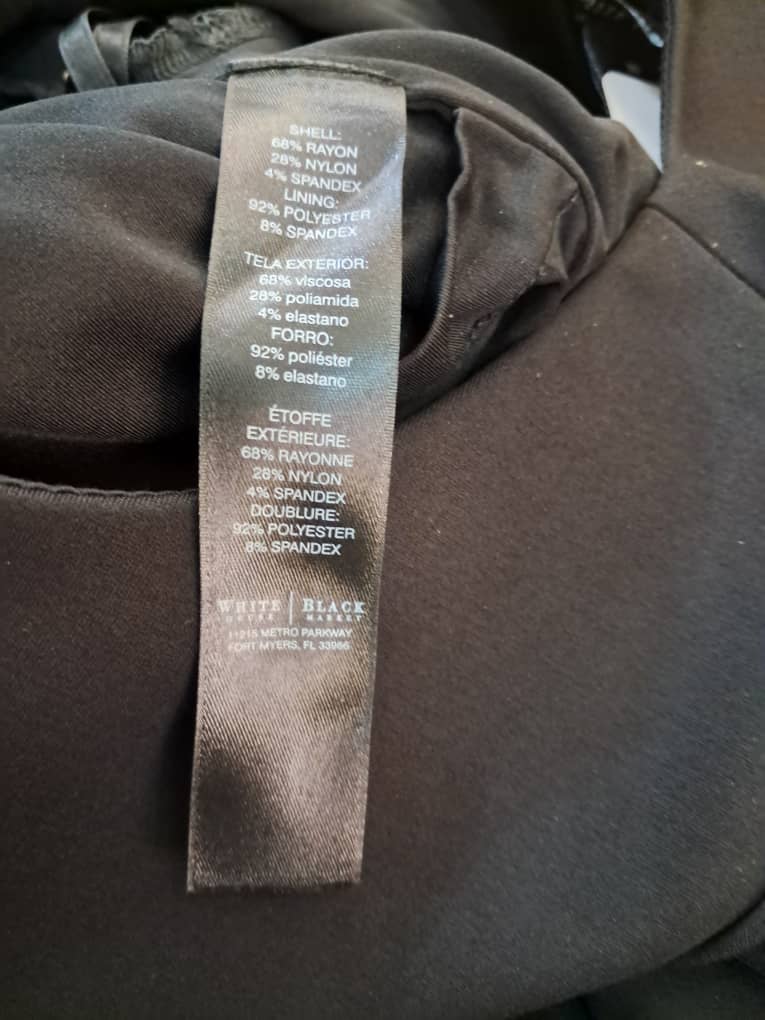 SHELL:
68% RAYON
28% NYLON
4% SPANDEX
LINING:
92% POLYESTER
8% SPANDEX
TELA EXTERIOR:
68% viscosa
28% poliamida
4% elastano
FORRO:
92% poliéster
8% elastano
ÉTOFFE
EXTÉRIEURE:
68% RAYONNE
28% NYLON
4% SPANDEX
DOUBLURE:
92% POLYESTER
8% SPANDEX
WHITE | BLACK
HOUSE MARKET
11215 METRO PARKWAY
FORT MYERS, FL 33966